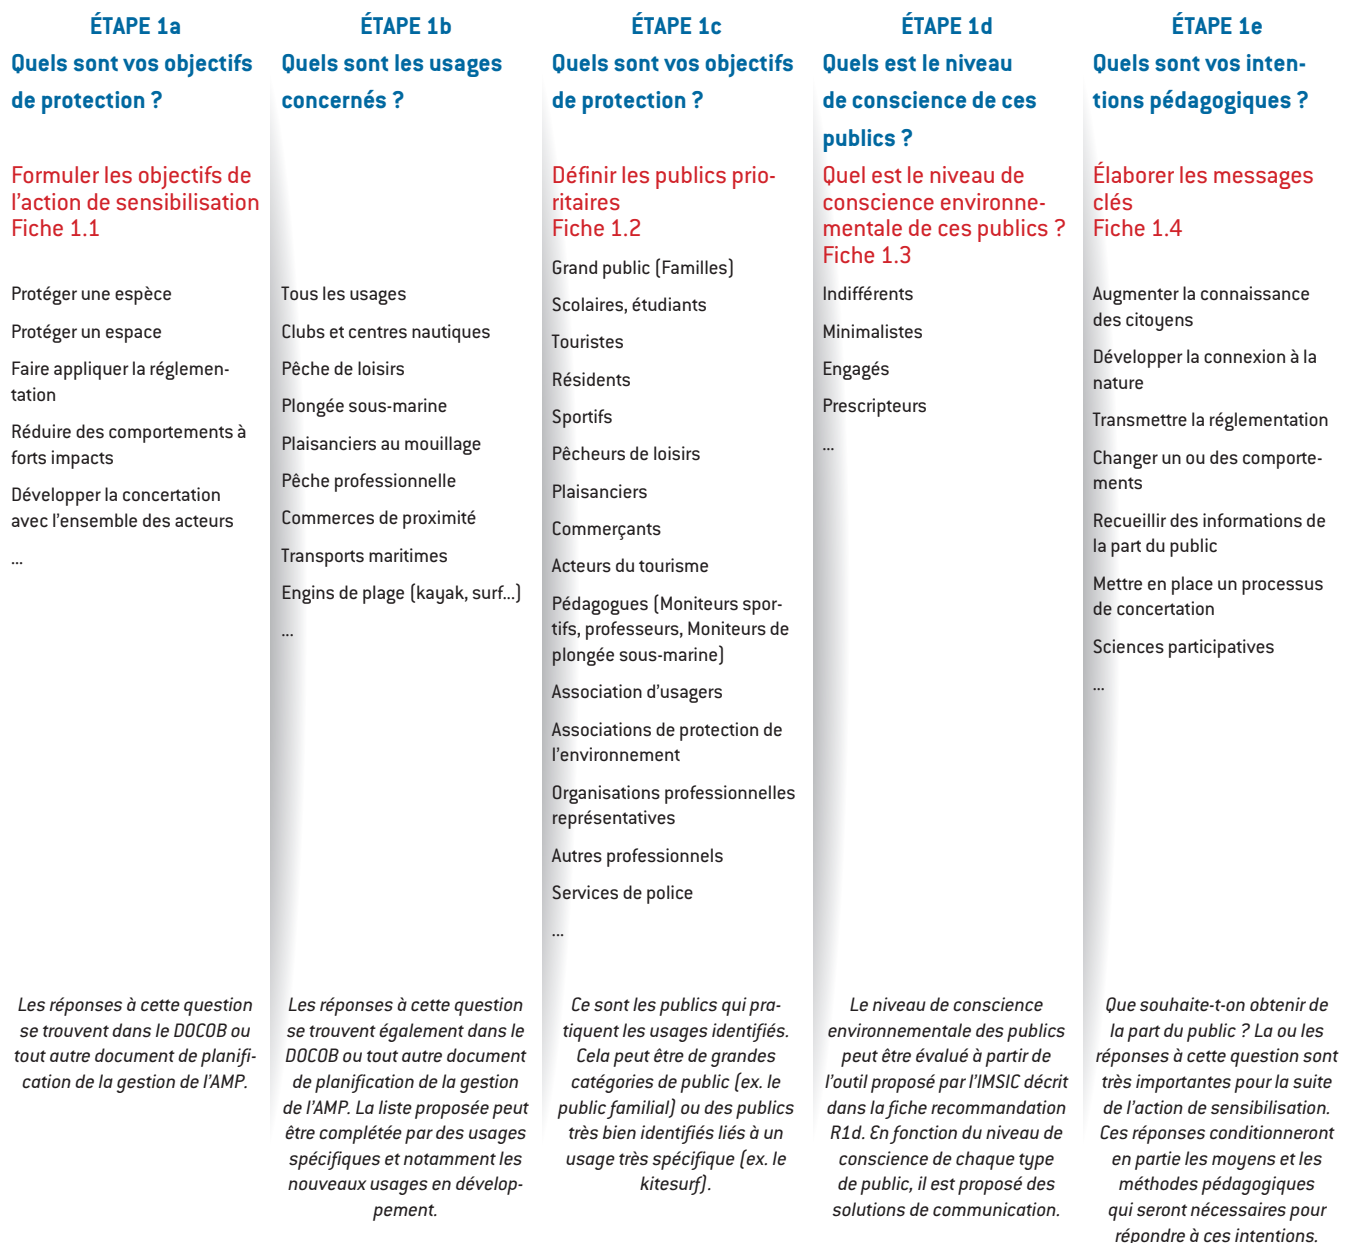 ÉTAPE 1a
Quels sont vos objectifs
de protection ?
Formuler les objectifs de
l'action de sensibilisation
Fiche 1.1
Protéger une espèce
Protéger un espace
Faire appliquer la réglemen-
tation
Réduire des comportements à
forts impacts
Développer la concertation
avec l'ensemble des acteurs
...
Les réponses à cette question
se trouvent dans le DOCOB ou
tout autre document de planifi-
cation de la gestion de l'AMP.
ÉTAPE 1b
Quels sont les usages
concernés ?
Tous les usages
Clubs et centres nautiques
Pêche de loisirs
Plongée sous-marine
Plaisanciers au mouillage
Pêche professionnelle
Commerces de proximité
Transports maritimes
Engins de plage (kayak, surf...)
...
Les réponses à cette question
se trouvent également dans le
DOCOB ou tout autre document
de planification de la gestion
de l'AMP. La liste proposée peut
être complétée par des usages
spécifiques et notamment les
nouveaux usages en dévelop-
pement.
ÉTAPE 1c
Quels sont vos objectifs
de protection ?
Définir les publics prio-
ritaires
Fiche 1.2
Grand public (Familles)
Scolaires, étudiants
Touristes
Résidents
Sportifs
Pêcheurs de loisirs
Plaisanciers
Commerçants
Acteurs du tourisme
Pédagogues (Moniteurs spor-
tifs, professeurs, Moniteurs de
plongée sous-marine)
Association d'usagers
Associations de protection de
l'environnement
Organisations professionnelles
représentatives
Autres professionnels
Services de police
...
Ce sont les publics qui pra-
tiquent les usages identifiés.
Cela peut être de grandes
catégories de public (ex. le
public familial) ou des publics
très bien identifiés liés à un
usage très spécifique (ex. le
kitesurf).
ÉTAPE 1d
Quels est le niveau
de conscience de ces
publics ?
Quel est le niveau de
conscience environne-
mentale de ces publics ?
Fiche 1.3
Indifférents
Minimalistes
Engagés
Prescripteurs
...
Le niveau de conscience
environnementale des publics
peut être évalué à partir de
l'outil proposé par l'IMSIC décrit
dans la fiche recommandation
R1d. En fonction du niveau de
conscience de chaque type
de public, il est proposé des
solutions de communication.
ÉTAPE 1e
Quels sont vos inten-
tions pédagogiques ?
Élaborer les messages
clés
Fiche 1.4
Augmenter la connaissance
des citoyens
Développer la connexion à la
nature
Transmettre la réglementation
Changer un ou des comporte-
ments
Recueillir des informations de
la part du public
Mettre en place un processus
de concertation
Sciences participatives
...
Que souhaite-t-on obtenir de
la part du public ? La ou les
réponses à cette question sont
très importantes pour la suite
de l'action de sensibilisation.
Ces réponses conditionneront
en partie les moyens et les
méthodes pédagogiques
qui seront nécessaires pour
répondre à ces intentions.